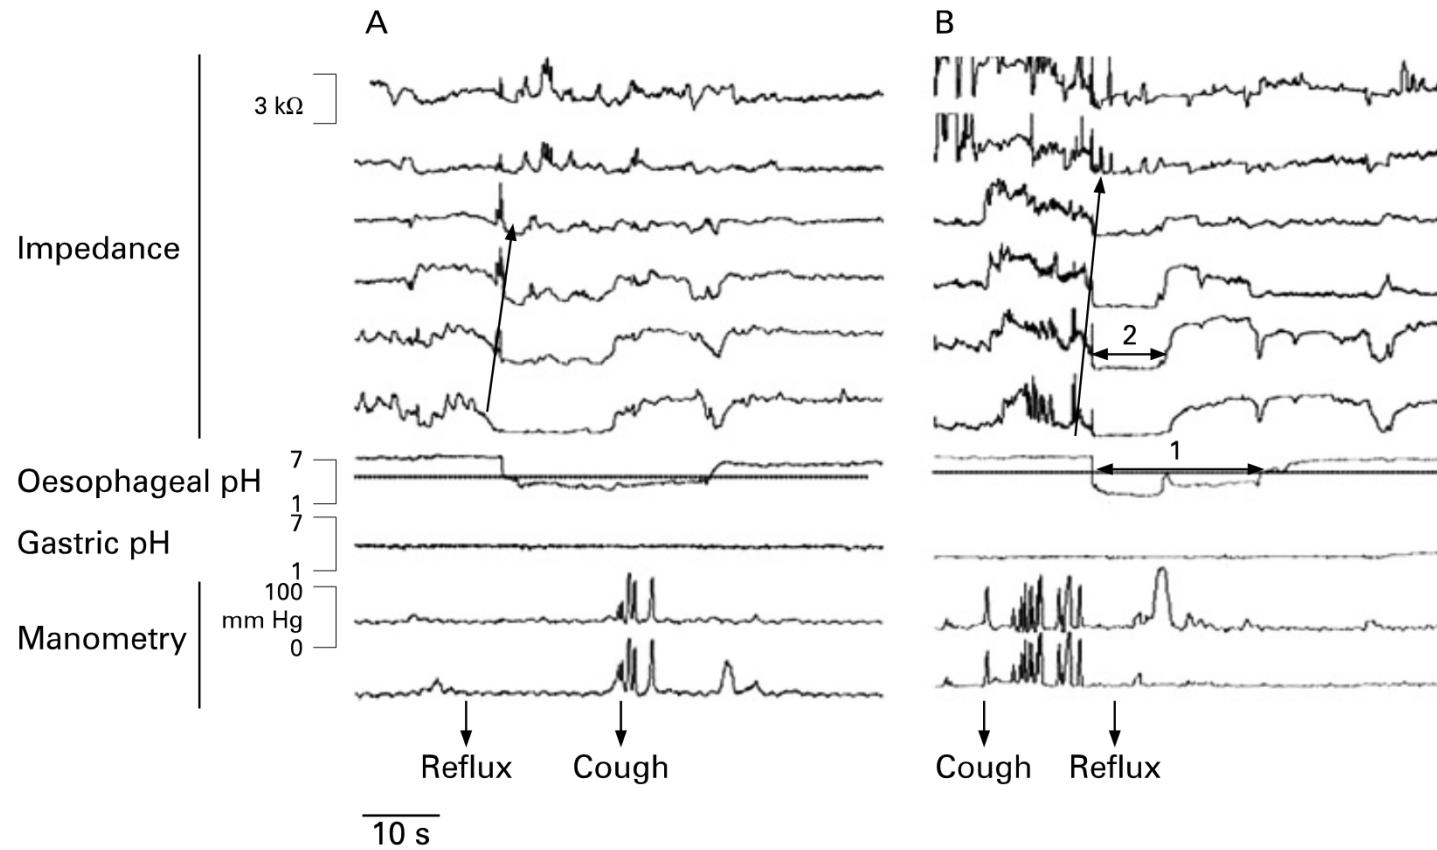 A
B
3 kΩ
Impedance
2
1
7
Oesophageal pH
1
7
Gastric pH
1
100
mm Hg
Manometry
0
Reflux
Cough
Cough
Reflux
10 s